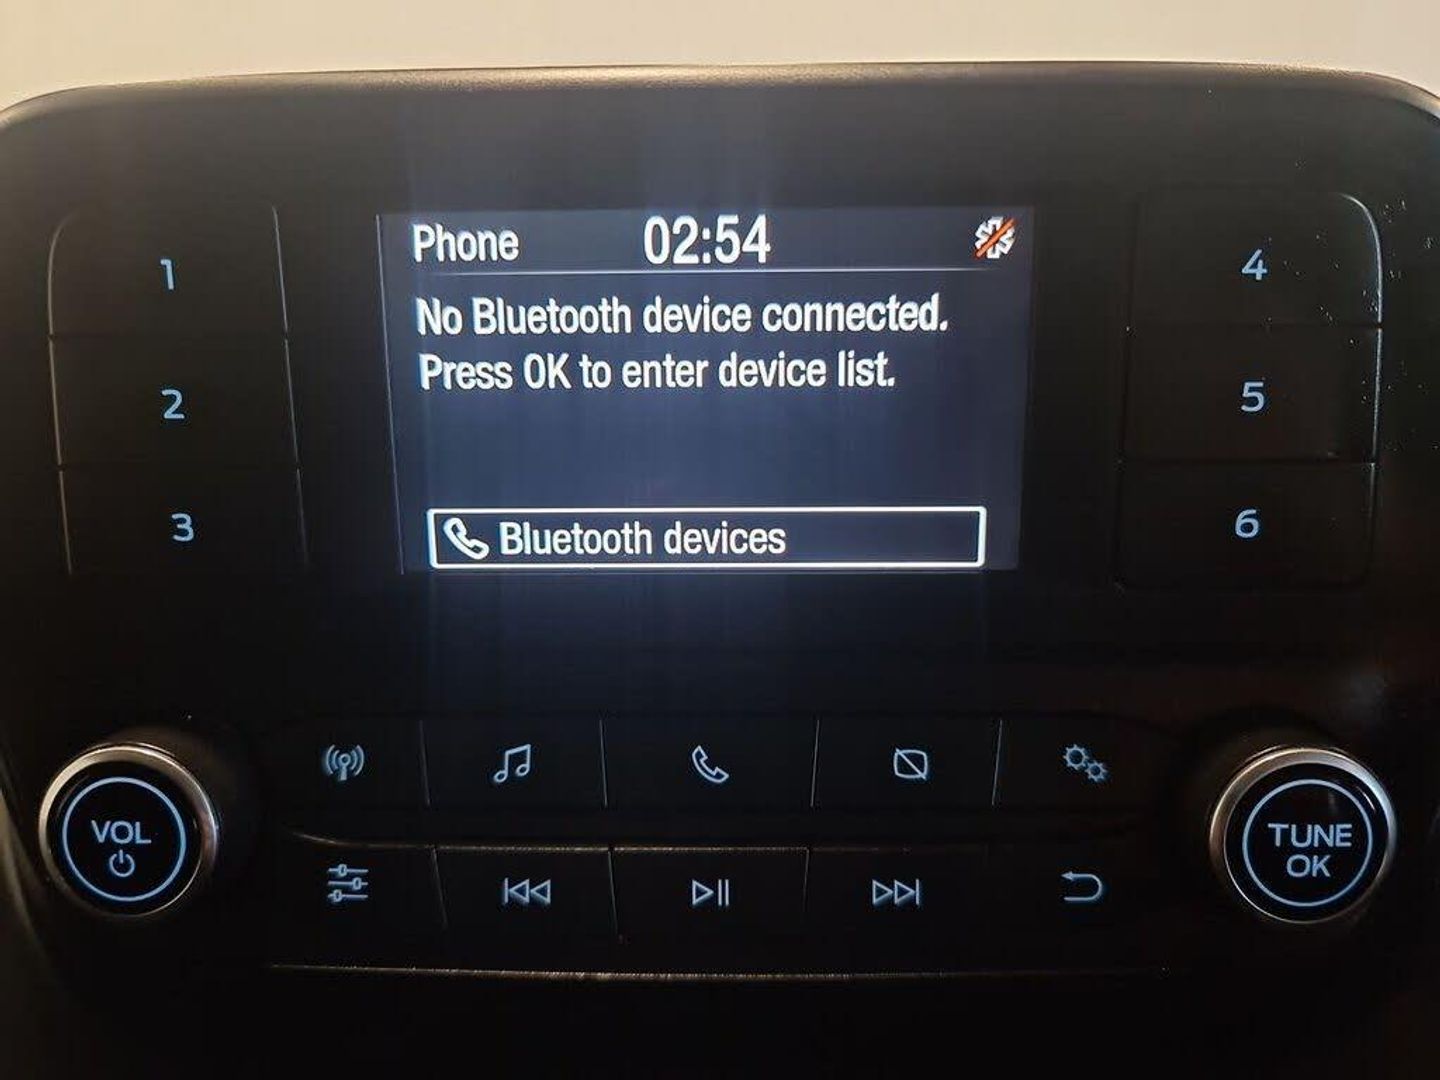 Phone 02:54
No Bluetooth device connected.
Press OK to enter device list.
Bluetooth devices
1
2
3
4
5
6
VOL
TUNE
OK